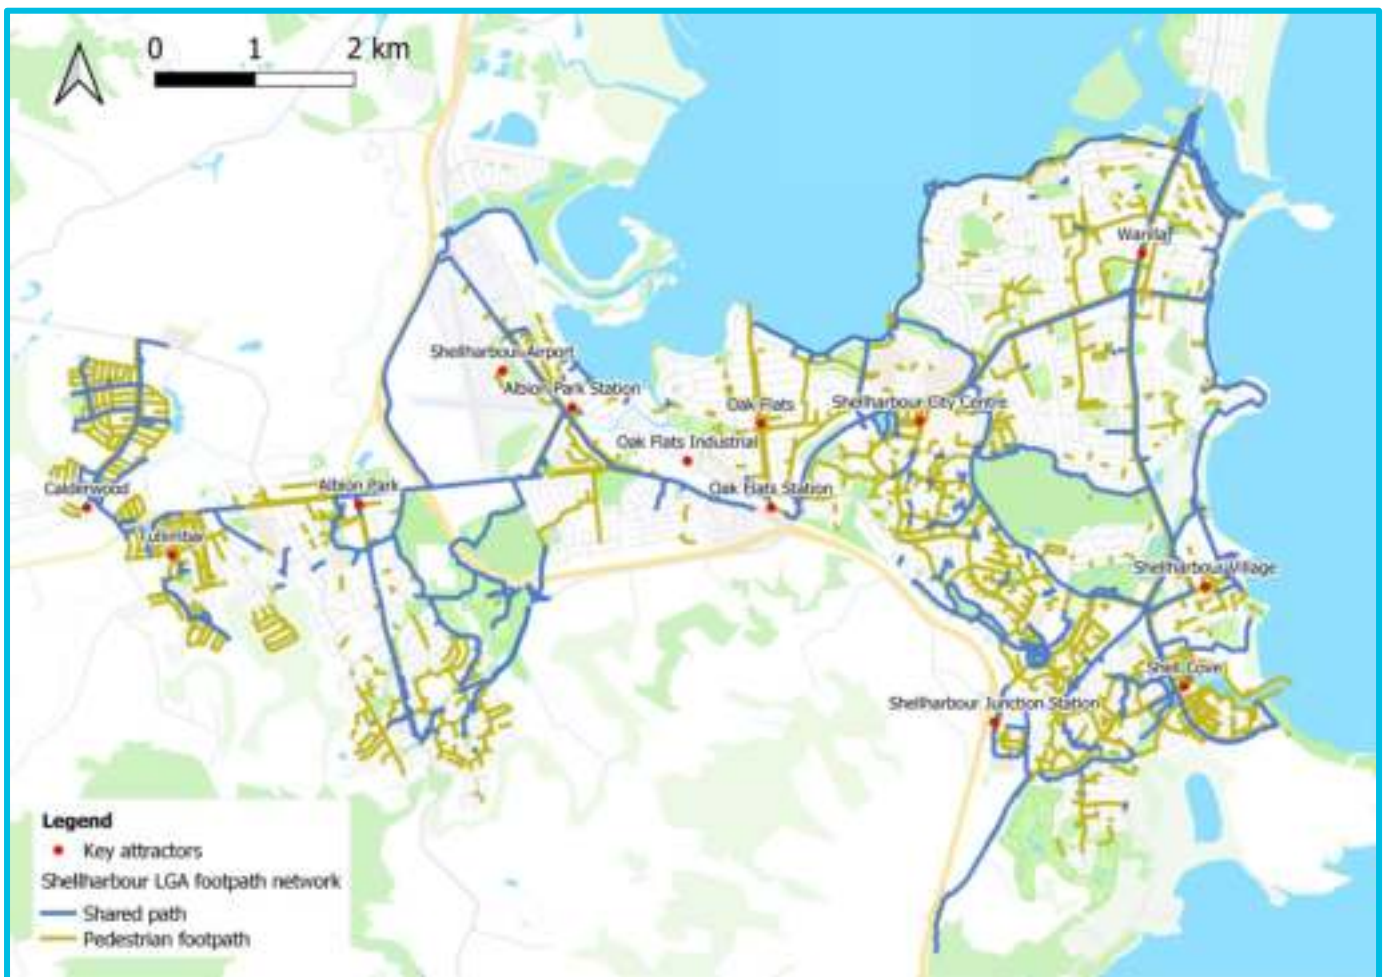 0 1 2 km
Warilla
Shellharbour Airport
Albion Park Station
Oak Flats
Shellharbour City Centre
Oak Flats Industrial
Calderwood
Albion Park
Oak Flats Station
Tullimbar
Shellharbour Village
Shell Cove
Shellharbour Junction Station
Legend
Key attractors
Shellharbour LGA footpath network
Shared path
Pedestrian footpath